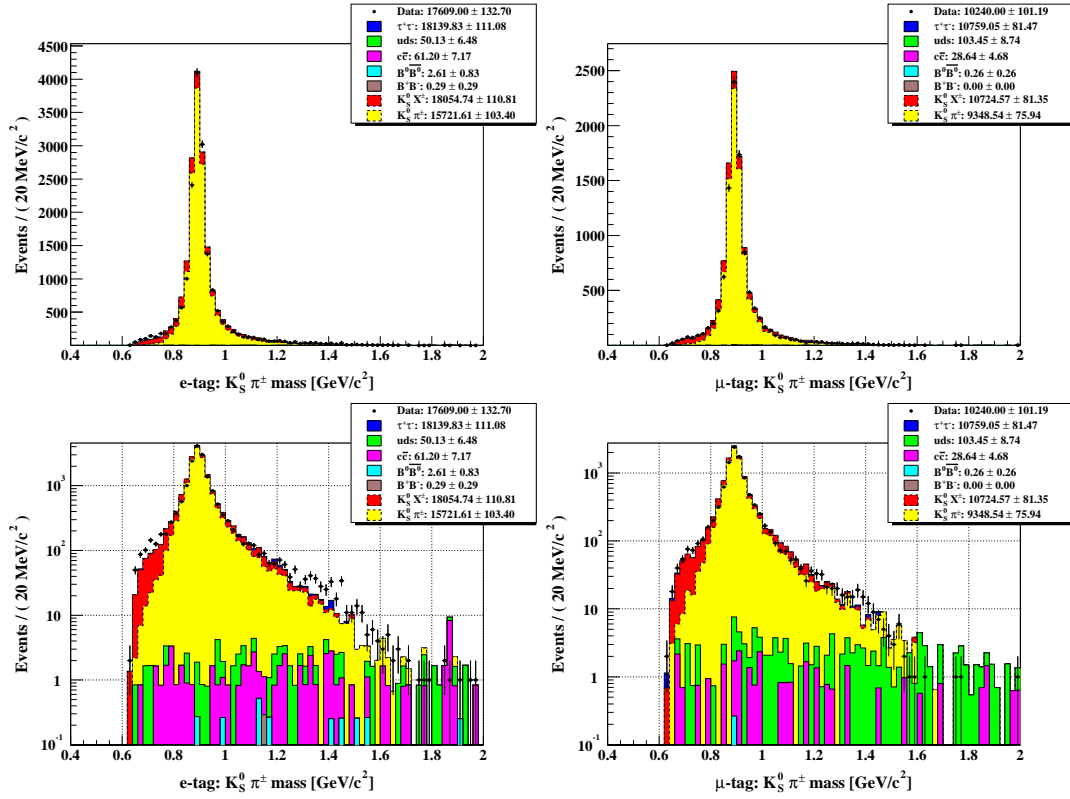 Data: 17609.00 ± 132.70
τ⁺τ⁻: 18139.83 ± 111.08
uds: 50.13 ± 6.48
cc̅: 61.20 ± 7.17
B⁰B̅⁰: 2.61 ± 0.83
B⁺B⁻: 0.29 ± 0.29
K_S⁰ X^±: 18054.74 ± 110.81
K_S⁰ π^±: 15721.61 ± 103.40
Events / ( 20 MeV/c² )
4500
4000
3500
3000
2500
2000
1500
1000
500
0.4 0.6 0.8 1 1.2 1.4 1.6 1.8 2
e-tag: K_S⁰ π^± mass [GeV/c²]
Data: 10240.00 ± 101.19
τ⁺τ⁻: 10759.05 ± 81.47
uds: 103.45 ± 8.74
cc̅: 28.64 ± 4.68
B⁰B̅⁰: 0.26 ± 0.26
B⁺B⁻: 0.00 ± 0.00
K_S⁰ X^±: 10724.57 ± 81.35
K_S⁰ π^±: 9348.54 ± 75.94
Events / ( 20 MeV/c² )
2500
2000
1500
1000
500
0.4 0.6 0.8 1 1.2 1.4 1.6 1.8 2
μ-tag: K_S⁰ π^± mass [GeV/c²]
Data: 17609.00 ± 132.70
τ⁺τ⁻: 18139.83 ± 111.08
uds: 50.13 ± 6.48
cc̅: 61.20 ± 7.17
B⁰B̅⁰: 2.61 ± 0.83
B⁺B⁻: 0.29 ± 0.29
K_S⁰ X^±: 18054.74 ± 110.81
K_S⁰ π^±: 15721.61 ± 103.40
Events / ( 20 MeV/c² )
10³
10²
10
1
10⁻¹
0.4 0.6 0.8 1 1.2 1.4 1.6 1.8 2
e-tag: K_S⁰ π^± mass [GeV/c²]
Data: 10240.00 ± 101.19
τ⁺τ⁻: 10759.05 ± 81.47
uds: 103.45 ± 8.74
cc̅: 28.64 ± 4.68
B⁰B̅⁰: 0.26 ± 0.26
B⁺B⁻: 0.00 ± 0.00
K_S⁰ X^±: 10724.57 ± 81.35
K_S⁰ π^±: 9348.54 ± 75.94
Events / ( 20 MeV/c² )
10³
10²
10
1
10⁻¹
0.4 0.6 0.8 1 1.2 1.4 1.6 1.8 2
μ-tag: K_S⁰ π^± mass [GeV/c²]